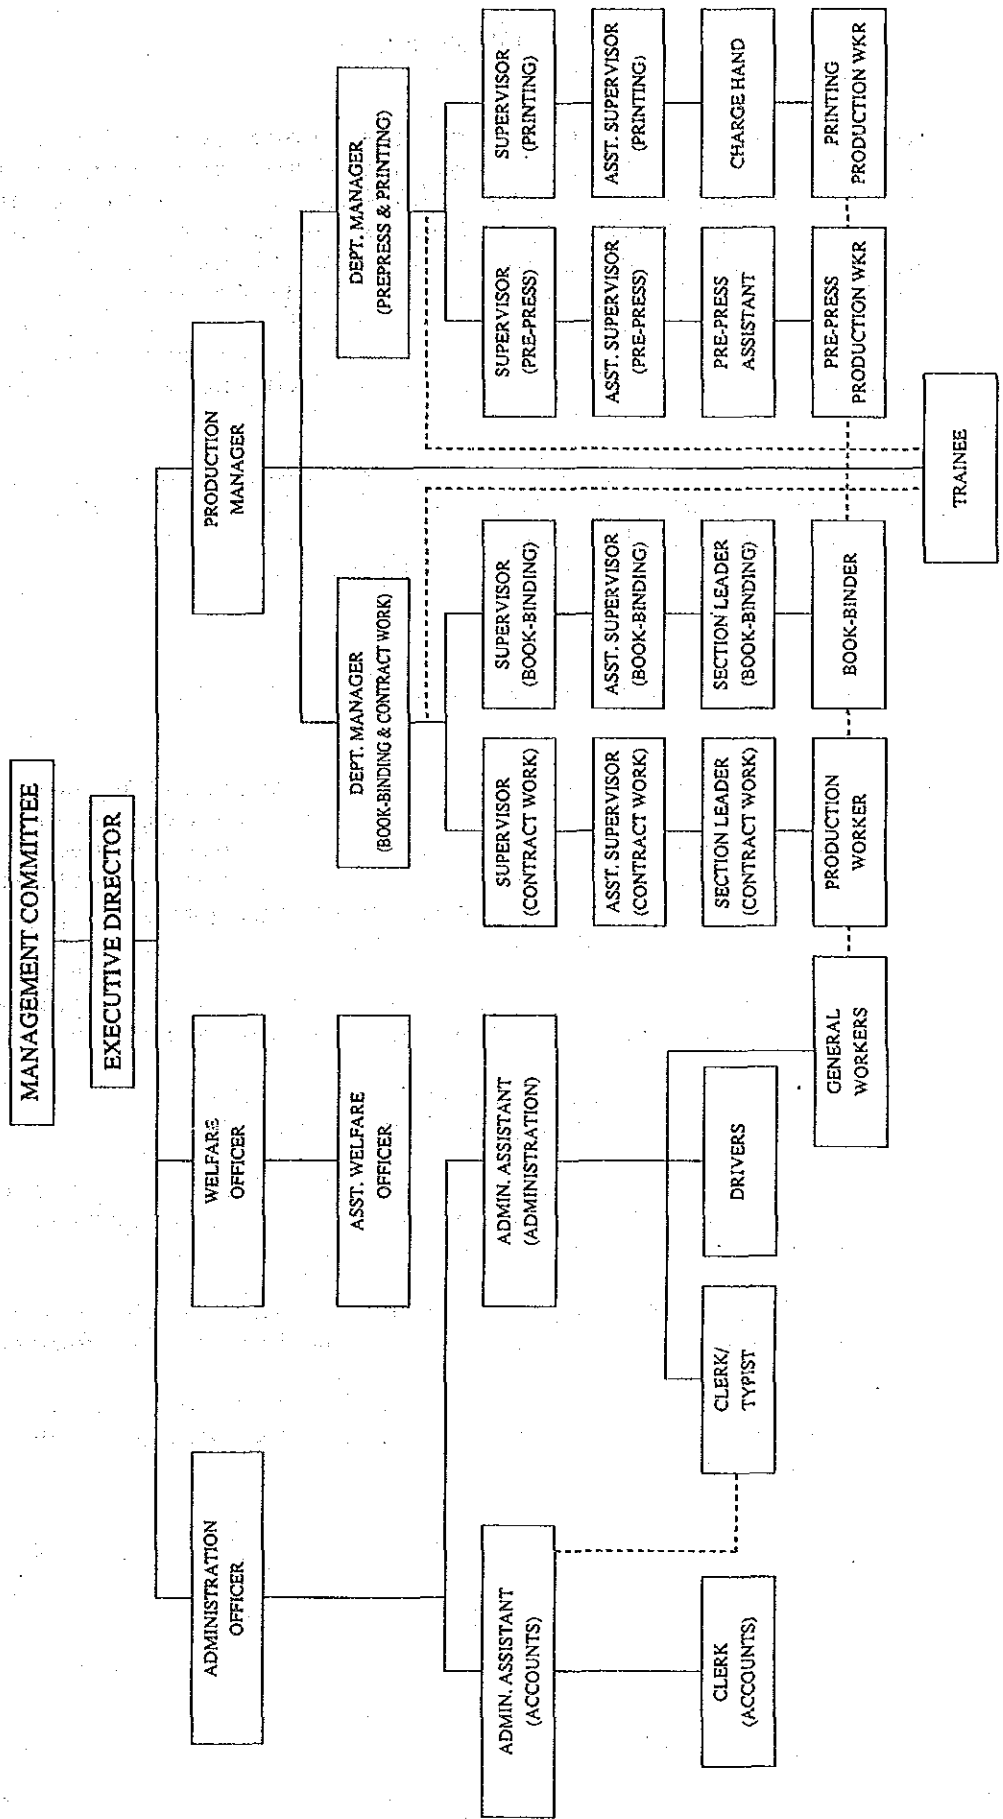 MANAGEMENT COMMITTEE
EXECUTIVE DIRECTOR
ADMINISTRATION
OFFICER
WELFARE
OFFICER
PRODUCTION
MANAGER
ASST. WELFARE
OFFICER
DEPT. MANAGER
(BOOK-BINDING & CONTRACT WORK)
DEPT. MANAGER
(PREPRESS & PRINTING)
ADMIN. ASSISTANT
(ACCOUNTS)
ADMIN. ASSISTANT
(ADMINISTRATION)
SUPERVISOR
(CONTRACT WORK)
SUPERVISOR
(BOOK-BINDING)
SUPERVISOR
(PRE-PRESS)
SUPERVISOR
(PRINTING)
ASST. SUPERVISOR
(CONTRACT WORK)
ASST. SUPERVISOR
(BOOK-BINDING)
ASST. SUPERVISOR
(PRE-PRESS)
ASST. SUPERVISOR
(PRINTING)
CLERK
(ACCOUNTS)
CLERK/
TYPIST
DRIVERS
SECTION LEADER
(CONTRACT WORK)
SECTION LEADER
(BOOK-BINDING)
PRE-PRESS
ASSISTANT
CHARGE HAND
GENERAL
WORKERS
PRODUCTION
WORKER
BOOK-BINDER
PRE-PRESS
PRODUCTION WKR
PRINTING
PRODUCTION WKR
TRAINEE